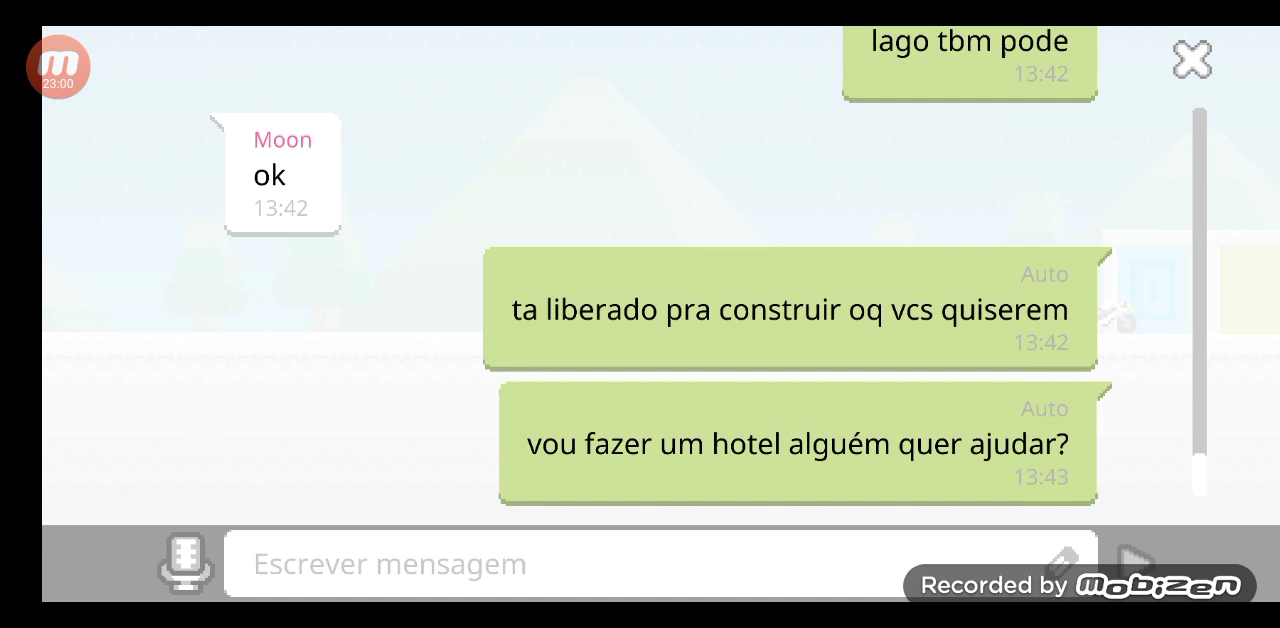 lago tbm pode
13:42
m
23:00
Moon
ok
13:42
Auto
ta liberado pra construir oq vcs quiserem
13:42
Auto
vou fazer um hotel alguém quer ajudar?
13:43
Escrever mensagem
Recorded by mobizen